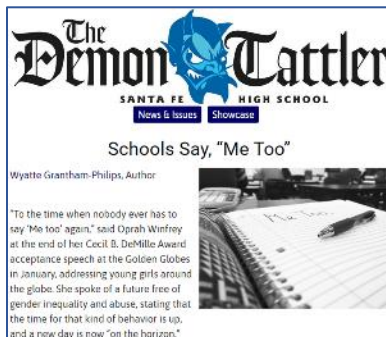 The
Demon Tattler
SANTA FE HIGH SCHOOL
News & Issues Showcase
Schools Say, “Me Too”
Wyatte Grantham-Philips, Author
"To the time when nobody ever has to
say 'Me too' again," said Oprah Winfrey
at the end of her Cecil B. DeMille Award
acceptance speech at the Golden Globes
in January, addressing young girls around
the globe. She spoke of a future free of
gender inequality and abuse, stating that
the time for that kind of behavior is up,
and a new day is now "on the horizon."
Me Too